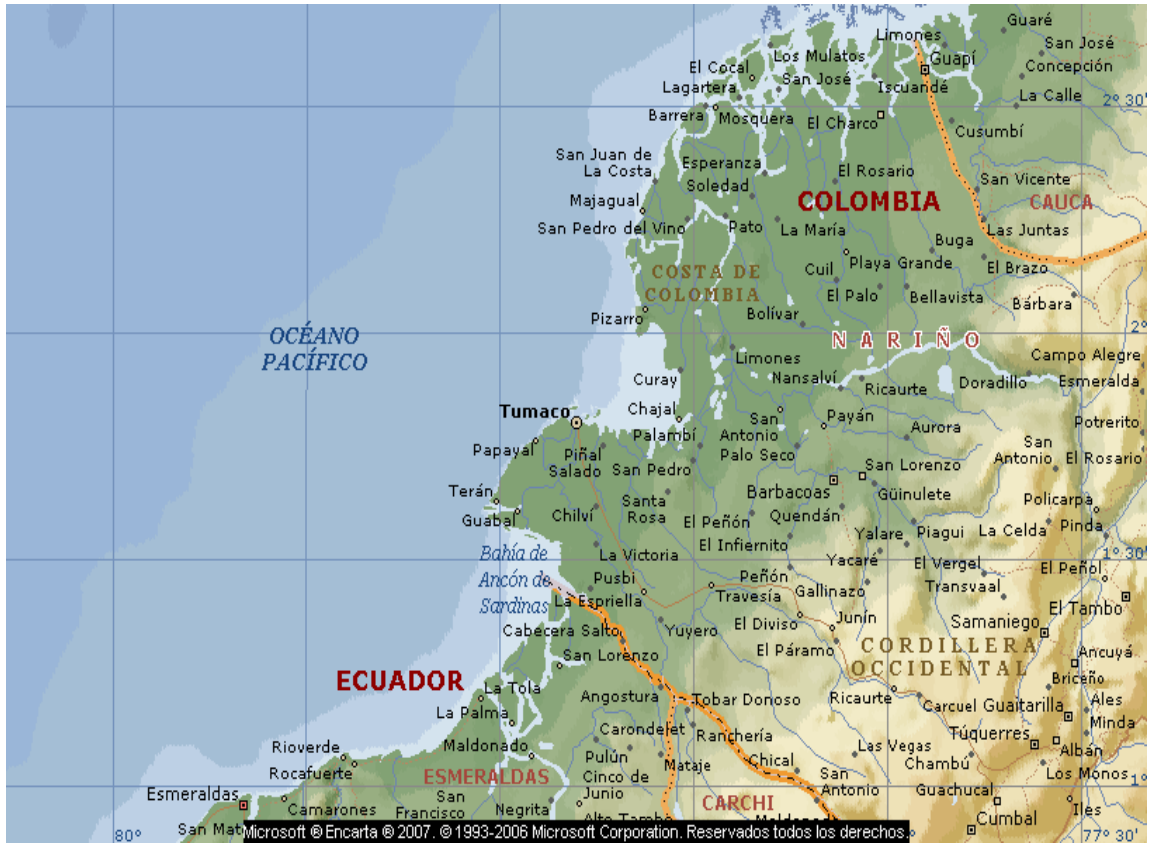 Guaré
Limones
San José
Los Mulatos
Guapí
El Cocal
Concepción
San José
Iscuandé
Lagartera
La Calle
2° 30'
Barrera
Mosquera
El Charco
Cusumbí
San Juan de
La Costa
Esperanza
El Rosario
Soledad
San Vicente
COLOMBIA
CAUCA
Majagual
San Pedro del Vino
Pato
La María
Las Juntas
Buga
Playa Grande
COSTA DE
COLOMBIA
Cuil
El Brazo
El Palo
Bellavista
Bárbara
Pizarro
Bolívar
OCÉANO
PACÍFICO
NARIÑO
2°
Limones
Campo Alegre
Curay
Nansalví
Ricaurte
Doradillo
Esmeralda
Tumaco
Chajal
San
Antonio
Payán
Potrerito
Palambí
Aurora
Papayal
Piñal
Salado
San Pedro
Palo Seco
San
Antonio
El Rosario
San Lorenzo
Terán
Santa
Rosa
Barbacoas
Güinulete
Policarpa
Guabal
Chilví
El Peñón
Quendán
Piagui
La Celda
Pinda
Yalare
El Infiernito
Bahía de
Ancón de
Sardinas
La Victoria
Yacaré
El Vergel
1° 30'
El Peñol
Pusbi
Peñón
Gallinazo
Transvaal
La Espriella
Travesía
El Tambo
Cabecera Salto
Yuyero
El Diviso
Junín
Samaniego
San Lorenzo
El Páramo
CORDILLERA
OCCIDENTAL
Ancuyá
ECUADOR
La Tola
Briceño
Angostura
Tobar Donoso
Ricaurte
Carcuel
Guaitarilla
Ales
La Palma
Minda
Carondelet
Ranchería
Túquerres
Rioverde
Maldonado
Pulún
Las Vegas
Albán
Rocafuerte
ESMERALDAS
Mataje
Chical
Chambú
Los Monos
Cinco de
Junio
San
Antonio
1°
Esmeraldas
Camarones
San
Francisco
Negrita
CARCHI
Guachucal
Iles
Cumbal
80°
San Mat
Alto Tambo
Maldonado
77° 30'
Microsoft ® Encarta ® 2007. © 1993-2006 Microsoft Corporation. Reservados todos los derechos.